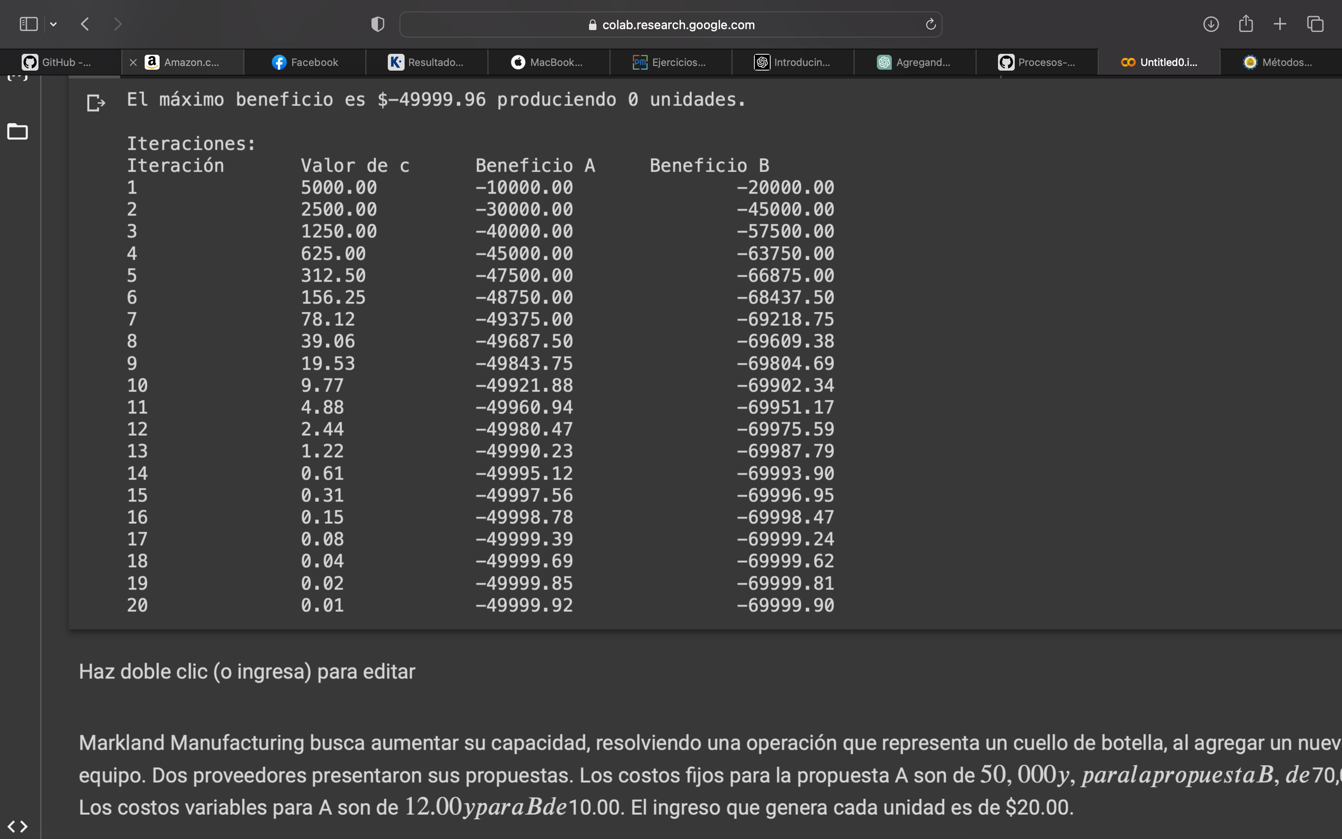 colab.research.google.com
GitHub -...
Amazon.c...
Facebook
Resultado...
MacBook...
Ejercicios...
Introducin...
Agregand...
Procesos-...
Untitled0.i...
Métodos...
El máximo beneficio es $-49999.96 produciendo 0 unidades.
Iteraciones:
Iteración Valor de c Beneficio A Beneficio B
1 5000.00 -10000.00 -20000.00
2 2500.00 -30000.00 -45000.00
3 1250.00 -40000.00 -57500.00
4 625.00 -45000.00 -63750.00
5 312.50 -47500.00 -66875.00
6 156.25 -48750.00 -68437.50
7 78.12 -49375.00 -69218.75
8 39.06 -49687.50 -69609.38
9 19.53 -49843.75 -69804.69
10 9.77 -49921.88 -69902.34
11 4.88 -49960.94 -69951.17
12 2.44 -49980.47 -69975.59
13 1.22 -49990.23 -69987.79
14 0.61 -49995.12 -69993.90
15 0.31 -49997.56 -69996.95
16 0.15 -49998.78 -69998.47
17 0.08 -49999.39 -69999.24
18 0.04 -49999.69 -69999.62
19 0.02 -49999.85 -69999.81
20 0.01 -49999.92 -69999.90
Haz doble clic (o ingresa) para editar
Markland Manufacturing busca aumentar su capacidad, resolviendo una operación que representa un cuello de botella, al agregar un nuev
equipo. Dos proveedores presentaron sus propuestas. Los costos fijos para la propuesta A son de 50,000y, paralapropuestaB, de70,
Los costos variables para A son de 12.00yparaBde10.00. El ingreso que genera cada unidad es de $20.00.